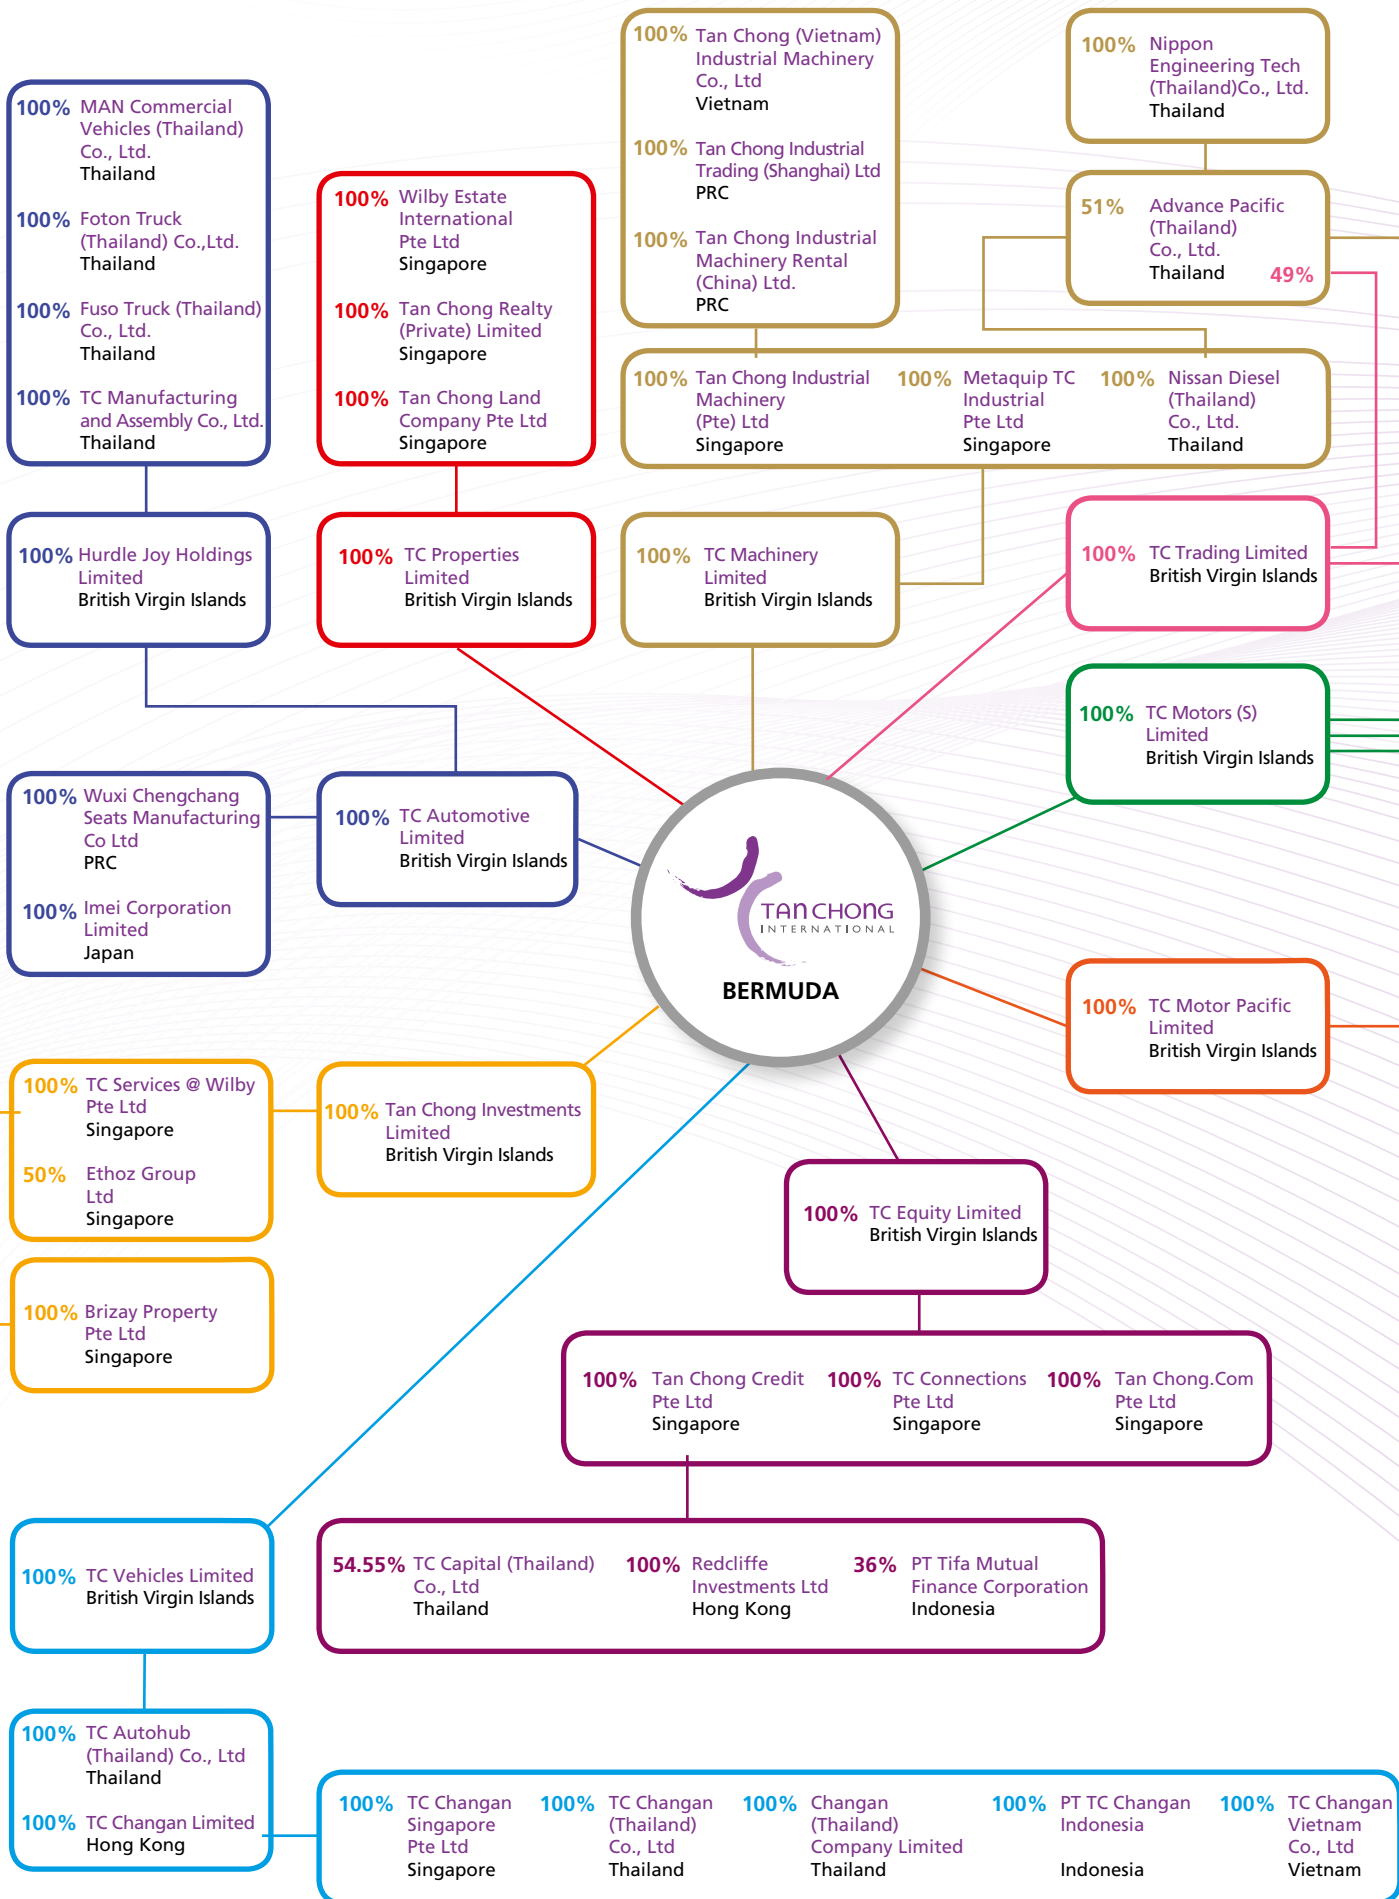 100% Tan Chong (Vietnam)
Industrial Machinery
Co., Ltd
Vietnam
100% Tan Chong Industrial
Trading (Shanghai) Ltd
PRC
100% Tan Chong Industrial
Machinery Rental
(China) Ltd.
PRC
100% Nippon
Engineering Tech
(Thailand)Co., Ltd.
Thailand
100% MAN Commercial
Vehicles (Thailand)
Co., Ltd.
Thailand
100% Foton Truck
(Thailand) Co.,Ltd.
Thailand
100% Fuso Truck (Thailand)
Co., Ltd.
Thailand
100% TC Manufacturing
and Assembly Co., Ltd.
Thailand
100% Wilby Estate
International
Pte Ltd
Singapore
100% Tan Chong Realty
(Private) Limited
Singapore
100% Tan Chong Land
Company Pte Ltd
Singapore
51% Advance Pacific
(Thailand)
Co., Ltd.
Thailand 49%
100% Tan Chong Industrial
Machinery
(Pte) Ltd
Singapore
100% Metaquip TC
Industrial
Pte Ltd
Singapore
100% Nissan Diesel
(Thailand)
Co., Ltd.
Thailand
100% Hurdle Joy Holdings
Limited
British Virgin Islands
100% TC Properties
Limited
British Virgin Islands
100% TC Machinery
Limited
British Virgin Islands
100% TC Trading Limited
British Virgin Islands
100% TC Motors (S)
Limited
British Virgin Islands
100% Wuxi Chengchang
Seats Manufacturing
Co Ltd
PRC
100% Imei Corporation
Limited
Japan
100% TC Automotive
Limited
British Virgin Islands
TAN CHONG
INTERNATIONAL
BERMUDA
100% TC Motor Pacific
Limited
British Virgin Islands
100% TC Services @ Wilby
Pte Ltd
Singapore
50% Ethoz Group
Ltd
Singapore
100% Tan Chong Investments
Limited
British Virgin Islands
100% TC Equity Limited
British Virgin Islands
100% Brizay Property
Pte Ltd
Singapore
100% Tan Chong Credit
Pte Ltd
Singapore
100% TC Connections
Pte Ltd
Singapore
100% Tan Chong.Com
Pte Ltd
Singapore
100% TC Vehicles Limited
British Virgin Islands
54.55% TC Capital (Thailand)
Co., Ltd
Thailand
100% Redcliffe
Investments Ltd
Hong Kong
36% PT Tifa Mutual
Finance Corporation
Indonesia
100% TC Autohub
(Thailand) Co., Ltd
Thailand
100% TC Changan Limited
Hong Kong
100% TC Changan
Singapore
Pte Ltd
Singapore
100% TC Changan
(Thailand)
Co., Ltd
Thailand
100% Changan
(Thailand)
Company Limited
Thailand
100% PT TC Changan
Indonesia
Indonesia
100% TC Changan
Vietnam
Co., Ltd
Vietnam